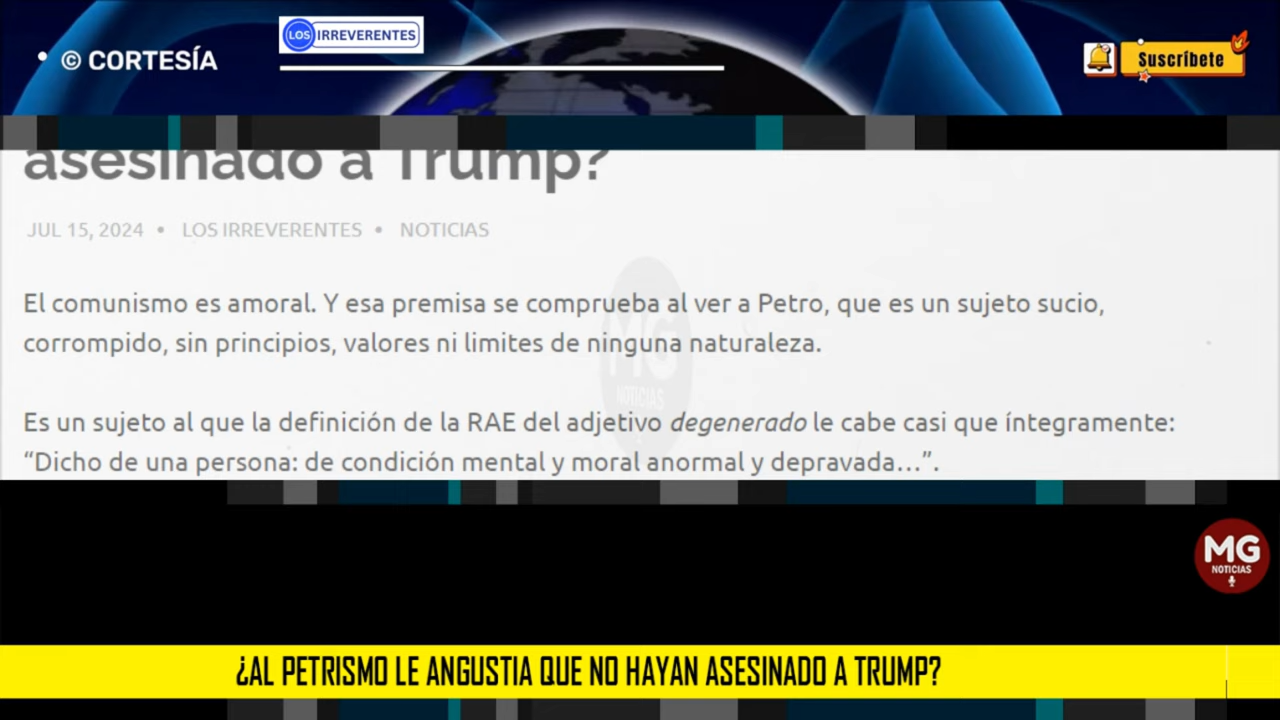 © CORTESÍA
LOS IRREVERENTES
Suscríbete
asesinado a Trump?
JUL 15, 2024 • LOS IRREVERENTES • NOTICIAS
El comunismo es amoral. Y esa premisa se comprueba al ver a Petro, que es un sujeto sucio,
corrompido, sin principios, valores ni limites de ninguna naturaleza.
Es un sujeto al que la definición de la RAE del adjetivo degenerado le cabe casi que íntegramente:
“Dicho de una persona: de condición mental y moral anormal y depravada…”.
MG
NOTICIAS
MG
NOTICIAS
¿AL PETRISMO LE ANGUSTIA QUE NO HAYAN ASESINADO A TRUMP?